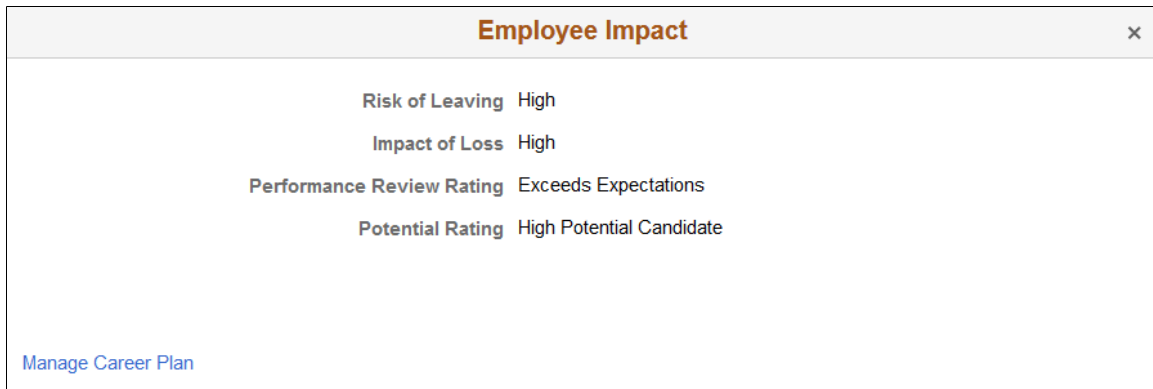 Employee Impact ×
Risk of Leaving High
Impact of Loss High
Performance Review Rating Exceeds Expectations
Potential Rating High Potential Candidate
Manage Career Plan